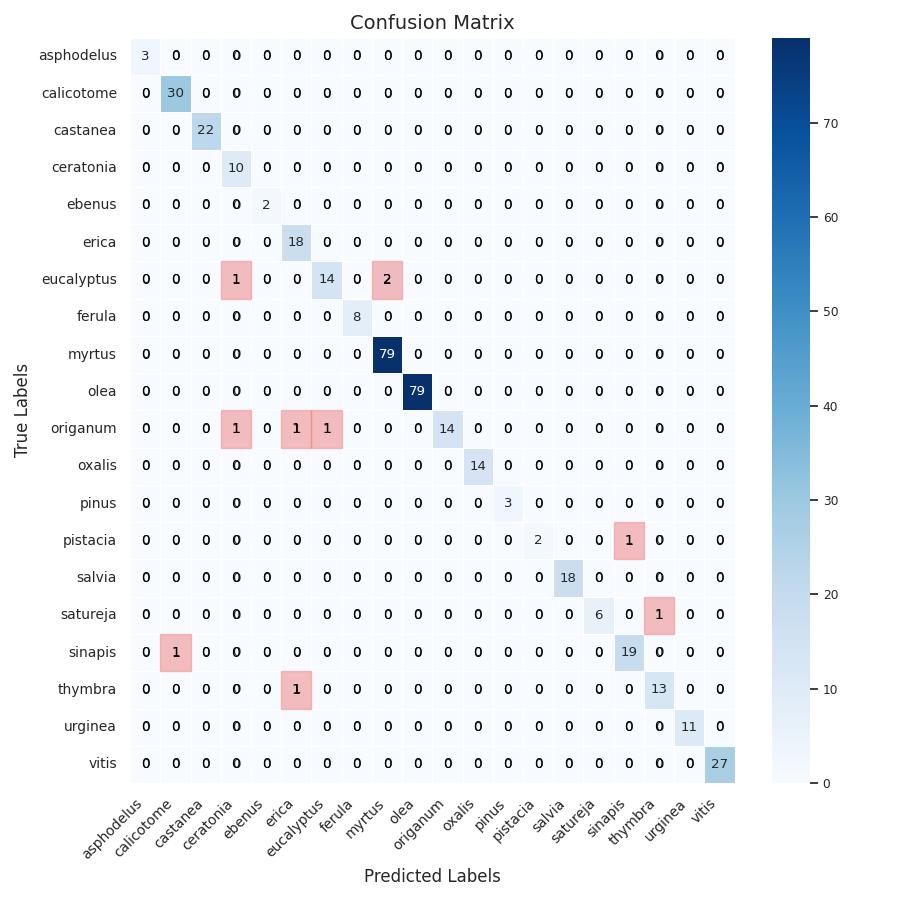 Confusion Matrix
True Labels
asphodelus 3 0 0 0 0 0 0 0 0 0 0 0 0 0 0 0 0 0 0 0
calicotome 0 30 0 0 0 0 0 0 0 0 0 0 0 0 0 0 0 0 0 0
castanea 0 0 22 0 0 0 0 0 0 0 0 0 0 0 0 0 0 0 0 0
ceratonia 0 0 0 10 0 0 0 0 0 0 0 0 0 0 0 0 0 0 0 0
ebenus 0 0 0 0 2 0 0 0 0 0 0 0 0 0 0 0 0 0 0 0
erica 0 0 0 0 0 18 0 0 0 0 0 0 0 0 0 0 0 0 0 0
eucalyptus 0 0 0 1 0 0 14 0 2 0 0 0 0 0 0 0 0 0 0 0
ferula 0 0 0 0 0 0 0 8 0 0 0 0 0 0 0 0 0 0 0 0
myrtus 0 0 0 0 0 0 0 0 79 0 0 0 0 0 0 0 0 0 0 0
olea 0 0 0 0 0 0 0 0 0 79 0 0 0 0 0 0 0 0 0 0
origanum 0 0 0 1 0 1 1 0 0 0 14 0 0 0 0 0 0 0 0 0
oxalis 0 0 0 0 0 0 0 0 0 0 0 14 0 0 0 0 0 0 0 0
pinus 0 0 0 0 0 0 0 0 0 0 0 0 3 0 0 0 0 0 0 0
pistacia 0 0 0 0 0 0 0 0 0 0 0 0 0 2 0 0 1 0 0 0
salvia 0 0 0 0 0 0 0 0 0 0 0 0 0 0 18 0 0 0 0 0
satureja 0 0 0 0 0 0 0 0 0 0 0 0 0 0 0 6 0 1 0 0
sinapis 0 1 0 0 0 0 0 0 0 0 0 0 0 0 0 0 19 0 0 0
thymbra 0 0 0 0 0 1 0 0 0 0 0 0 0 0 0 0 0 13 0 0
urginea 0 0 0 0 0 0 0 0 0 0 0 0 0 0 0 0 0 0 11 0
vitis 0 0 0 0 0 0 0 0 0 0 0 0 0 0 0 0 0 0 0 27
asphodelus calicotome castanea ceratonia ebenus erica eucalyptus ferula myrtus olea origanum oxalis pinus pistacia salvia satureja sinapis thymbra urginea vitis
Predicted Labels
70
60
50
40
30
20
10
0